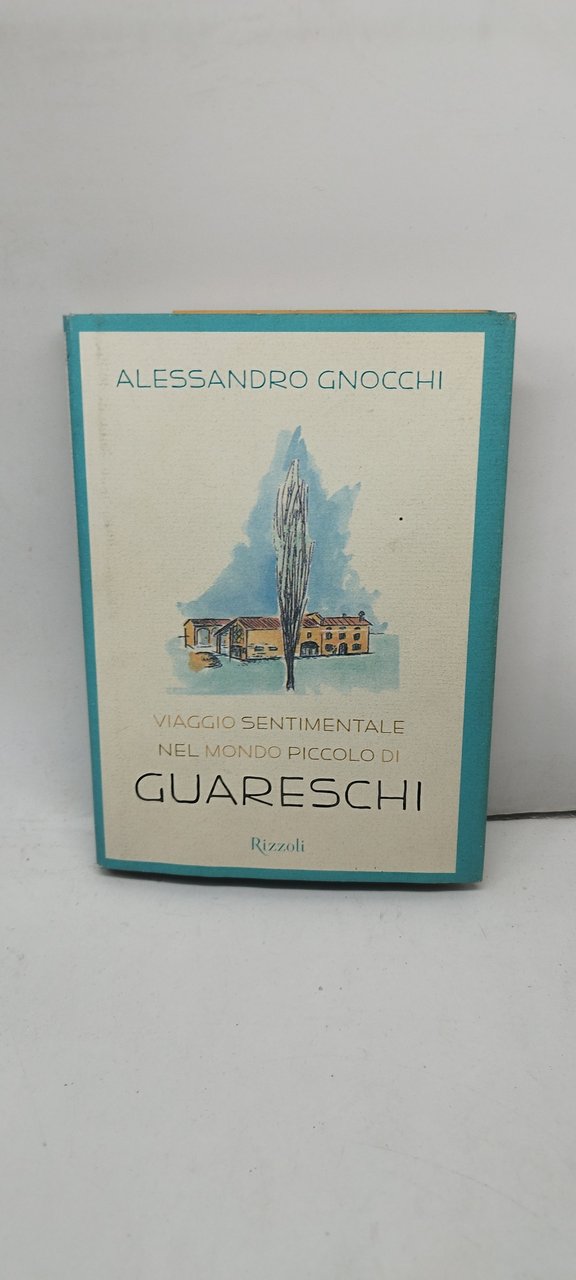 ALESSANDRO GNOCCHI
VIAGGIO SENTIMENTALE
NEL MONDO PICCOLO DI
GUARESCHI
Rizzoli